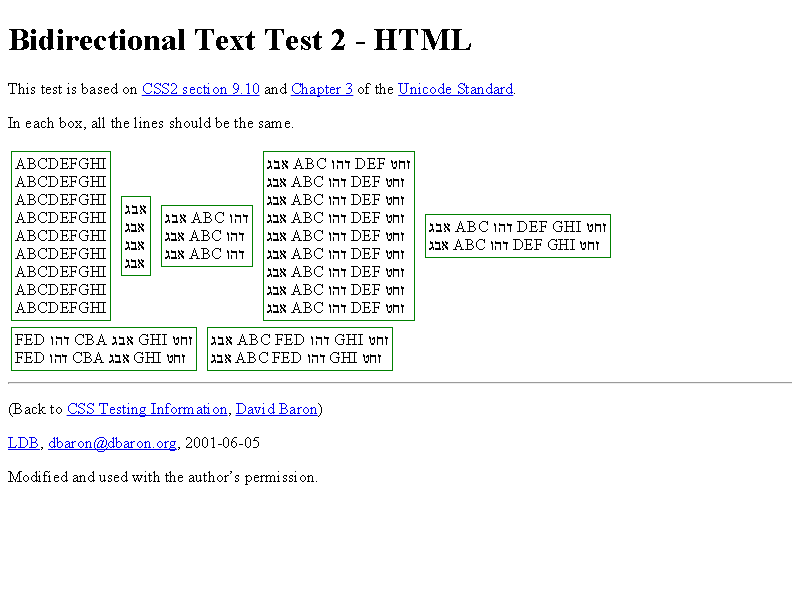 Bidirectional Text Test 2 - HTML
This test is based on CSS2 section 9.10 and Chapter 3 of the Unicode Standard.
In each box, all the lines should be the same.
ABCDEFGHI
ABCDEFGHI
ABCDEFGHI
ABCDEFGHI
ABCDEFGHI
ABCDEFGHI
ABCDEFGHI
ABCDEFGHI
ABCDEFGHI
אבג
אבג
אבג
אבג
אבג ABC דהו
אבג ABC דהו
אבג ABC דהו
אבג ABC דהו DEF זחט
אבג ABC דהו DEF זחט
אבג ABC דהו DEF זחט
אבג ABC דהו DEF זחט
אבג ABC דהו DEF זחט
אבג ABC דהו DEF זחט
אבג ABC דהו DEF זחט
אבג ABC דהו DEF זחט
אבג ABC דהו DEF זחט
אבג ABC דהו DEF GHI זחט
אבג ABC דהו DEF GHI זחט
FED דהו CBA אבג GHI זחט
FED דהו CBA אבג GHI זחט
אבג ABC FED דהו GHI זחט
אבג ABC FED דהו GHI זחט
(Back to CSS Testing Information, David Baron)
LDB, dbaron@dbaron.org, 2001-06-05
Modified and used with the author’s permission.